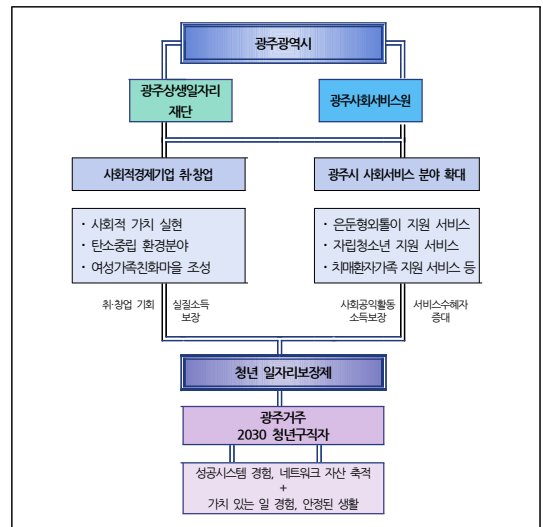 광주광역시
광주상생일자리
재단
광주사회서비스원
사회적경제기업 취·창업
광주시 사회서비스 분야 확대
· 사회적 가치 실현
· 탄소중립 환경분야
· 여성가족친화마을 조성
· 은둔형외톨이 지원 서비스
· 자립청소년 지원 서비스
· 치매환자가족 지원 서비스 등
취·창업 기회
실질소득
보장
사회공익활동
소득보장
서비스수혜자
증대
청년 일자리보장제
광주거주
2030 청년구직자
성공시스템 경험, 네트워크 자산 축적
+
가치 있는 일 경험, 안정된 생활